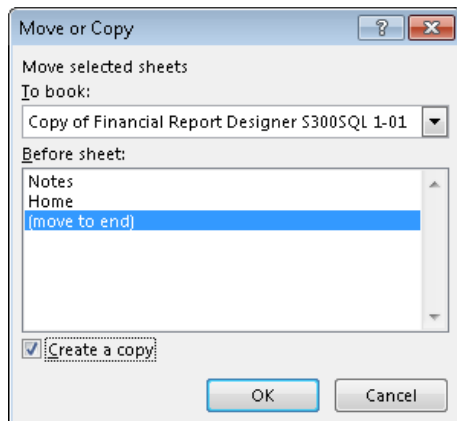 Move or Copy
Move selected sheets
To book:
Copy of Financial Report Designer S300SQL 1-01
Before sheet:
Notes
Home
(move to end)
Create a copy
OK Cancel